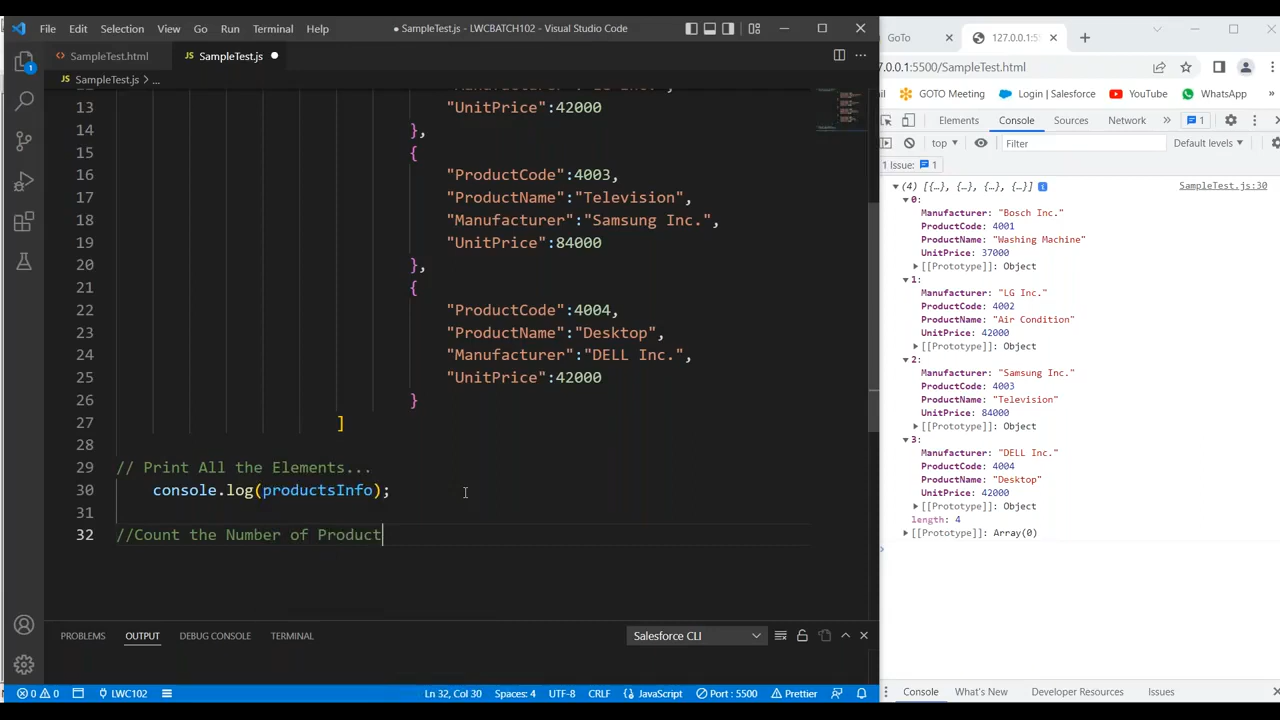 File Edit Selection View Go Run Terminal Help
● SampleTest.js - LWCBATCH102 - Visual Studio Code
GoTo
127.0.0.1:55
SampleTest.html
JS SampleTest.js
127.0.0.1:5500/SampleTest.html
JS SampleTest.js > ...
GOTO Meeting
Login | Salesforce
YouTube
WhatsApp
Elements Console Sources Network » 1
top Filter Default levels
1 Issue: 1
13 "UnitPrice":42000
14 },
15 {
16 "ProductCode":4003,
17 "ProductName":"Television",
18 "Manufacturer":"Samsung Inc.",
19 "UnitPrice":84000
20 },
21 {
22 "ProductCode":4004,
23 "ProductName":"Desktop",
24 "Manufacturer":"DELL Inc.",
25 "UnitPrice":42000
26 }
27 ]
28
29 // Print All the Elements...
30 console.log(productsInfo);
31
32 //Count the Number of Product
(4) [{…}, {…}, {…}, {…}] SampleTest.js:30
0:
Manufacturer: "Bosch Inc."
ProductCode: 4001
ProductName: "Washing Machine"
UnitPrice: 37000
[[Prototype]]: Object
1:
Manufacturer: "LG Inc."
ProductCode: 4002
ProductName: "Air Condition"
UnitPrice: 42000
[[Prototype]]: Object
2:
Manufacturer: "Samsung Inc."
ProductCode: 4003
ProductName: "Television"
UnitPrice: 84000
[[Prototype]]: Object
3:
Manufacturer: "DELL Inc."
ProductCode: 4004
ProductName: "Desktop"
UnitPrice: 42000
[[Prototype]]: Object
length: 4
[[Prototype]]: Array(0)
PROBLEMS OUTPUT DEBUG CONSOLE TERMINAL
Salesforce CLI
0 0 LWC102
Ln 32, Col 30 Spaces: 4 UTF-8 CRLF JavaScript Port : 5500 Prettier
Console What's New Developer Resources Issues